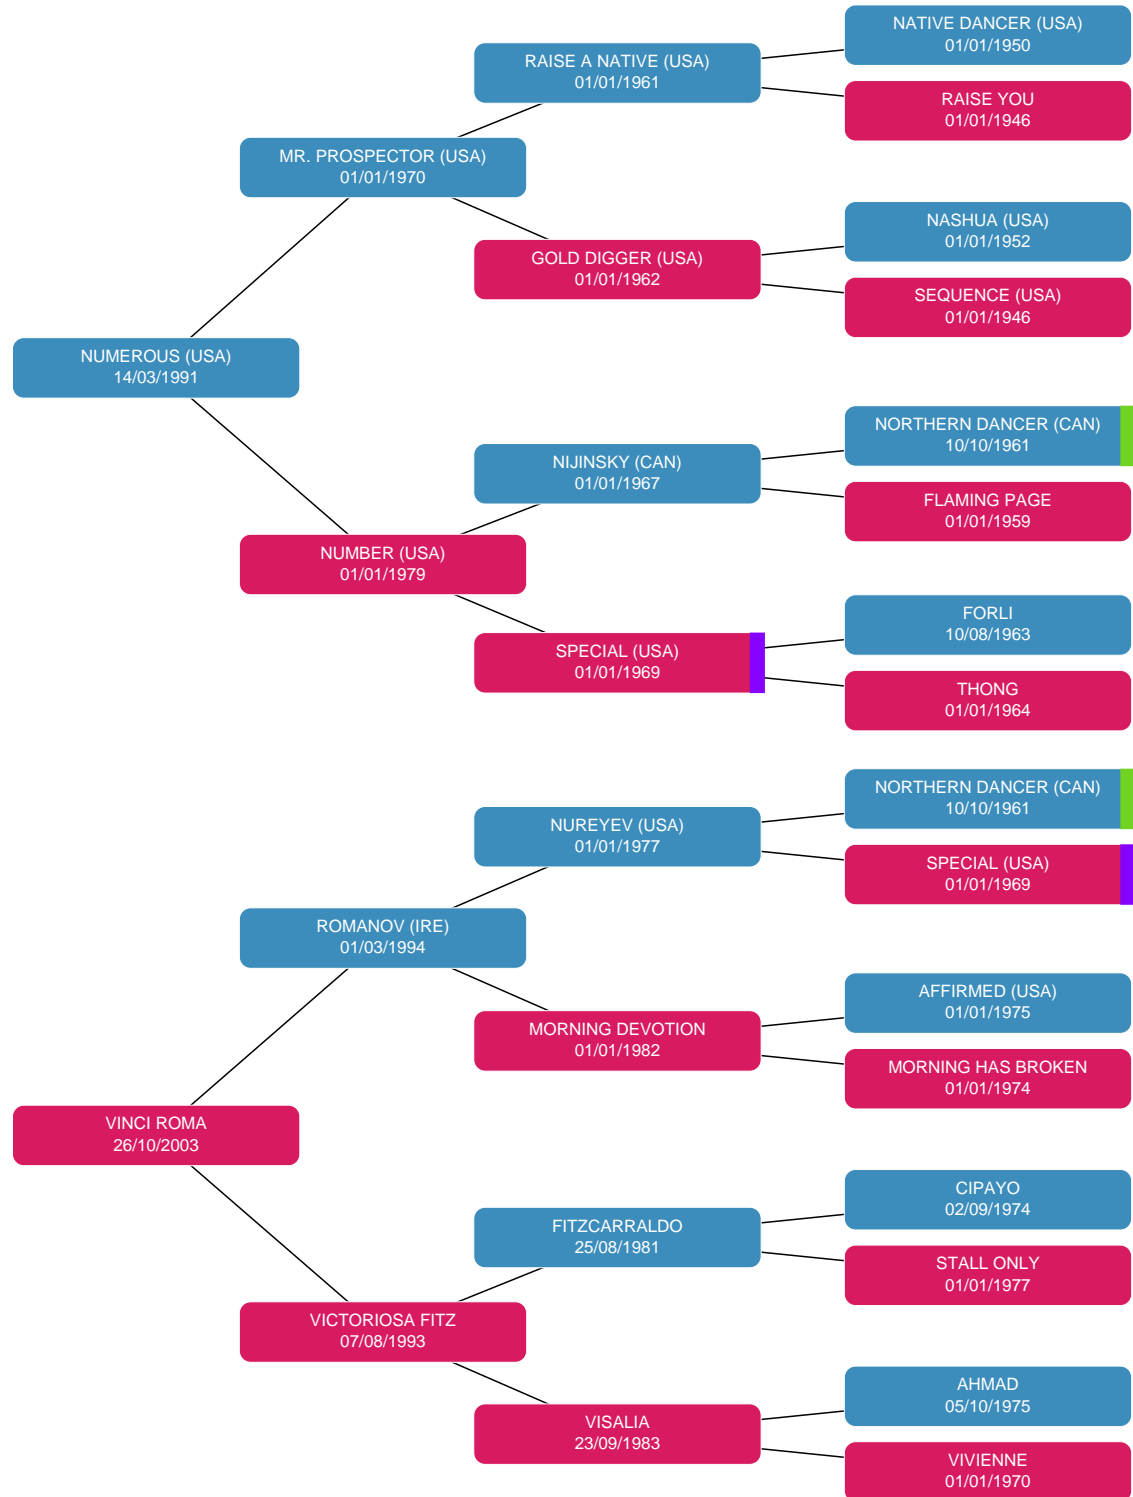 NATIVE DANCER (USA)
01/01/1950
RAISE A NATIVE (USA)
01/01/1961
RAISE YOU
01/01/1946
MR. PROSPECTOR (USA)
01/01/1970
NASHUA (USA)
01/01/1952
GOLD DIGGER (USA)
01/01/1962
SEQUENCE (USA)
01/01/1946
NUMEROUS (USA)
14/03/1991
NORTHERN DANCER (CAN)
10/10/1961
NIJINSKY (CAN)
01/01/1967
FLAMING PAGE
01/01/1959
NUMBER (USA)
01/01/1979
FORLI
10/08/1963
SPECIAL (USA)
01/01/1969
THONG
01/01/1964
NORTHERN DANCER (CAN)
10/10/1961
NUREYEV (USA)
01/01/1977
SPECIAL (USA)
01/01/1969
ROMANOV (IRE)
01/03/1994
AFFIRMED (USA)
01/01/1975
MORNING DEVOTION
01/01/1982
MORNING HAS BROKEN
01/01/1974
VINCI ROMA
26/10/2003
CIPAYO
02/09/1974
FITZCARRALDO
25/08/1981
STALL ONLY
01/01/1977
VICTORIOSA FITZ
07/08/1993
AHMAD
05/10/1975
VISALIA
23/09/1983
VIVIENNE
01/01/1970